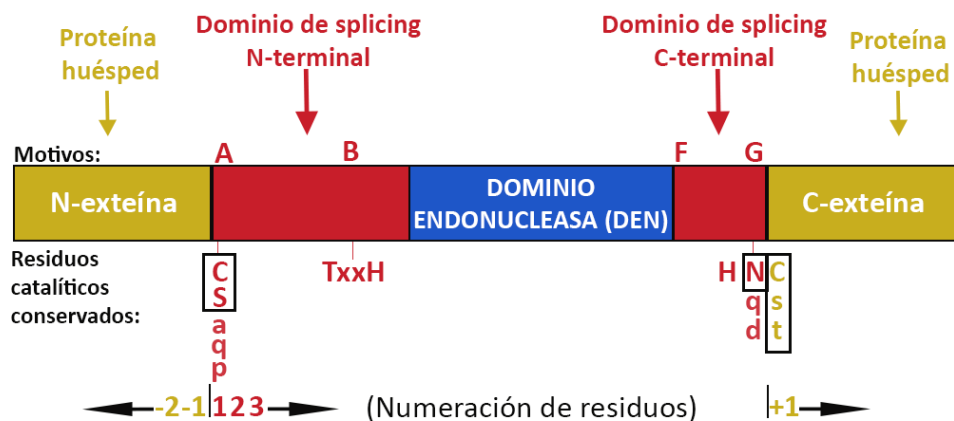 Proteína
huésped
Dominio de splicing
N-terminal
Dominio de splicing
C-terminal
Proteína
huésped
Motivos:
A
B
F
G
N-exteína
DOMINIO
ENDONUCLEASA (DEN)
C-exteína
Residuos
catalíticos
conservados:
C
S
a
q
p
TxxH
H
N
q
d
C
s
t
-2-1 1 2 3
(Numeración de residuos)
+1